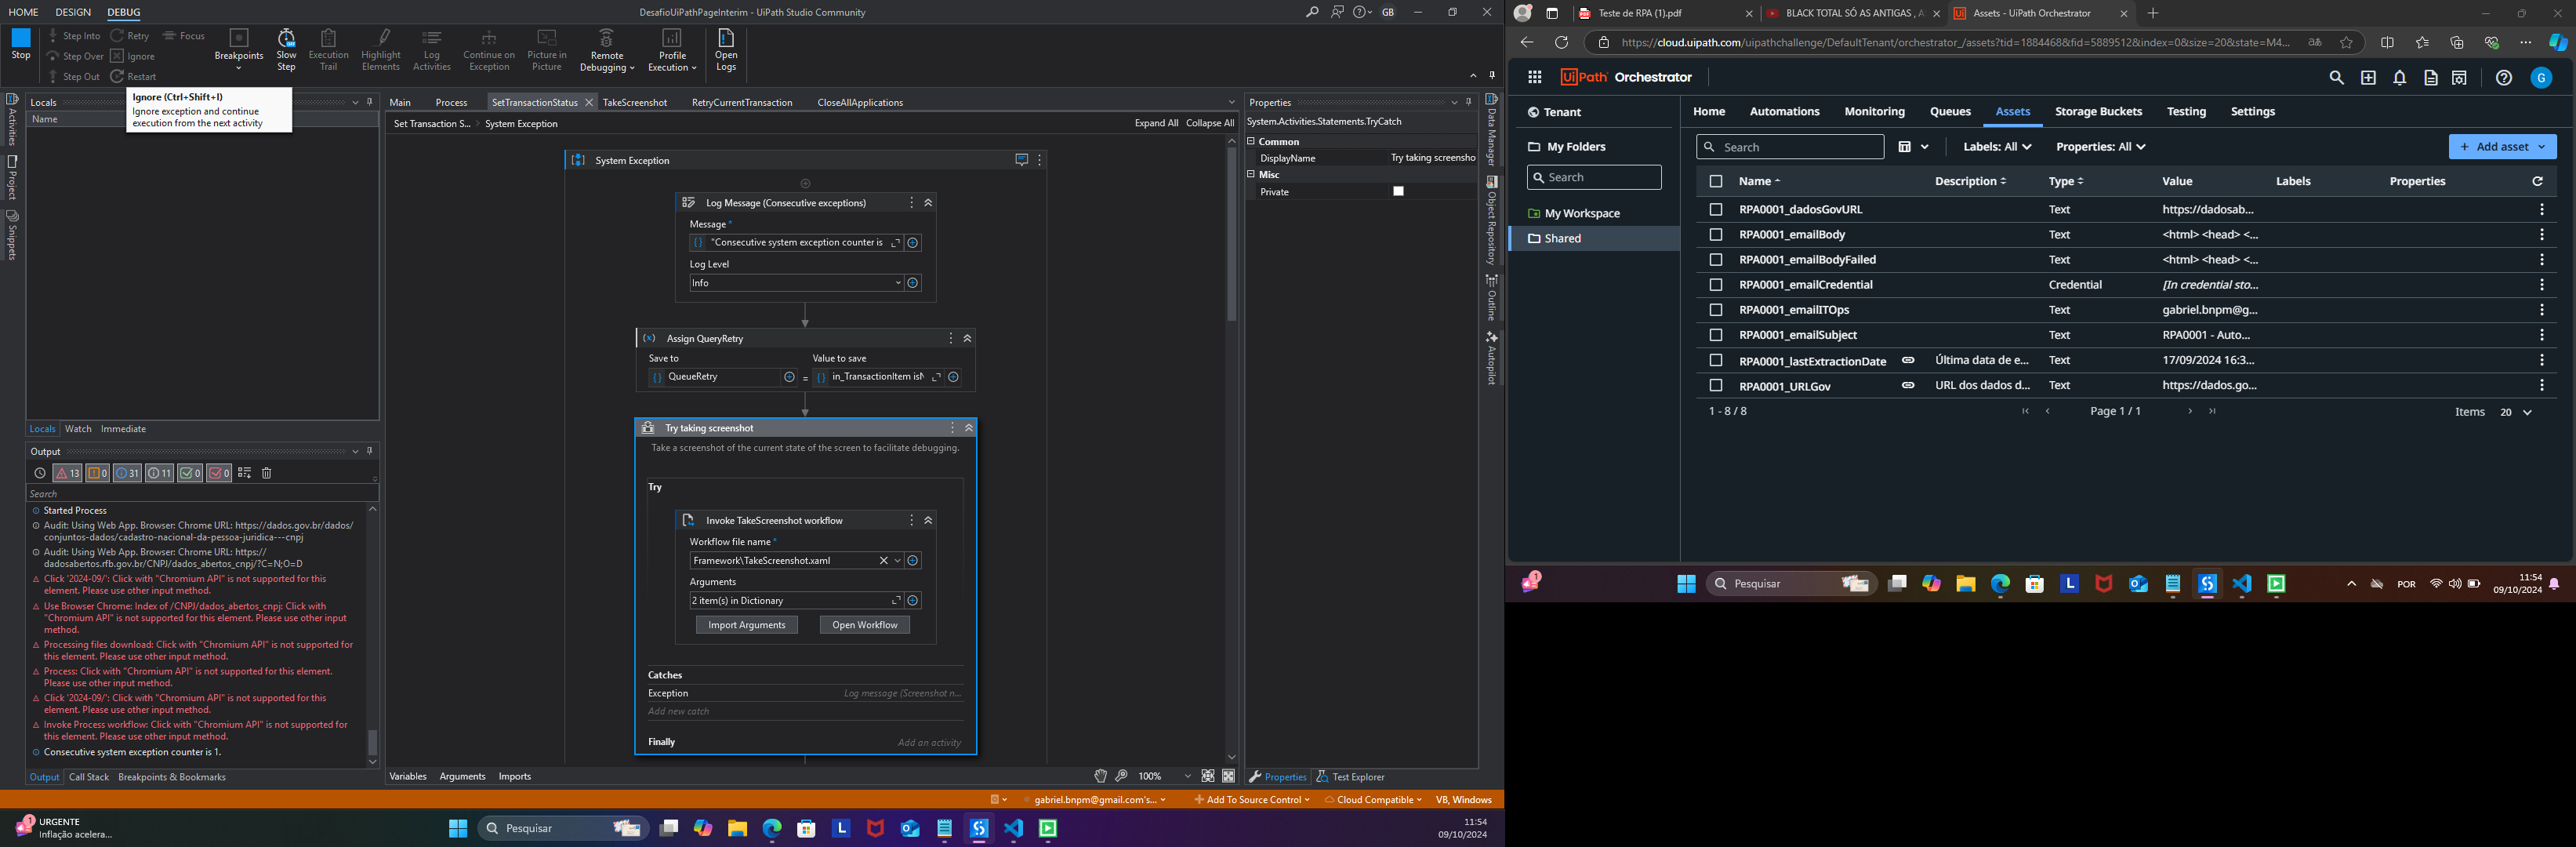 HOME DESIGN DEBUG
DesafioUiPathPageInterim - UiPath Studio Community
GB
Stop
Step Into Retry Focus
Step Over Ignore
Step Out Restart
Breakpoints
Slow Step
Execution Trail
Highlight Elements
Log Activities
Continue on Exception
Picture in Picture
Remote Debugging
Profile Execution
Open Logs
Ignore (Ctrl+Shift+I)
Ignore exception and continue
execution from the next activity
Activities
Project
Snippets
Locals
Name
Locals Watch Immediate
Output
13 0 31 11 0 0
Search
Started Process
Audit: Using Web App. Browser: Chrome URL: https://dados.gov.br/dados/
conjuntos-dados/cadastro-nacional-da-pessoa-juridica---cnpj
Audit: Using Web App. Browser: Chrome URL: https://
dadosabertos.rfb.gov.br/CNPJ/dados_abertos_cnpj/?C=N;O=D
Click '2024-09/': Click with "Chromium API" is not supported for this
element. Please use other input method.
Use Browser Chrome: Index of /CNPJ/dados_abertos_cnpj: Click with
"Chromium API" is not supported for this element. Please use other input
method.
Processing files download: Click with "Chromium API" is not supported for
this element. Please use other input method.
Process: Click with "Chromium API" is not supported for this element.
Please use other input method.
Click '2024-09/': Click with "Chromium API" is not supported for this
element. Please use other input method.
Invoke Process workflow: Click with "Chromium API" is not supported for
this element. Please use other input method.
Consecutive system exception counter is 1.
Output Call Stack Breakpoints & Bookmarks
Main Process SetTransactionStatus TakeScreenshot RetryCurrentTransaction CloseAllApplications
Set Transaction S... > System Exception
Expand All Collapse All
System Exception
Log Message (Consecutive exceptions)
Message *
"Consecutive system exception counter is
Log Level
Info
Assign QueryRetry
Save to Value to save
QueueRetry = in_TransactionItem isN
Try taking screenshot
Take a screenshot of the current state of the screen to facilitate debugging.
Try
Invoke TakeScreenshot workflow
Workflow file name *
Framework\TakeScreenshot.xaml
Arguments
2 item(s) in Dictionary
Import Arguments Open Workflow
Catches
Exception Log message (Screenshot n...
Add new catch
Finally Add an activity
Variables Arguments Imports
100%
Properties
System.Activities.Statements.TryCatch
Common
DisplayName Try taking screensho
Misc
Private
Properties Test Explorer
Data Manager
Object Repository
Outline
Autopilot
gabriel.bnpm@gmail.com's...
Add To Source Control
Cloud Compatible
VB, Windows
1
URGENTE
Inflação acelera...
Pesquisar
11:54
09/10/2024
Teste de RPA (1).pdf
BLACK TOTAL SÓ AS ANTIGAS , A
Assets - UiPath Orchestrator
https://cloud.uipath.com/uipathchallenge/DefaultTenant/orchestrator_/assets?tid=1884468&fid=5889512&index=0&size=20&state=M4...
UiPath Orchestrator
G
Tenant
Home Automations Monitoring Queues Assets Storage Buckets Testing Settings
My Folders
Search
My Workspace
Shared
Search
Labels: All
Properties: All
+ Add asset
Name Description Type Value Labels Properties
RPA0001_dadosGovURL Text https://dadosab...
RPA0001_emailBody Text <html> <head> <...
RPA0001_emailBodyFailed Text <html> <head> <...
RPA0001_emailCredential Credential [In credential sto...
RPA0001_emailITOps Text gabriel.bnpm@g...
RPA0001_emailSubject Text RPA0001 - Auto...
RPA0001_lastExtractionDate Última data de e... Text 17/09/2024 16:3...
RPA0001_URLGov URL dos dados d... Text https://dados.go...
1 - 8 / 8
Page 1 / 1
Items 20
1
Pesquisar
POR
11:54
09/10/2024